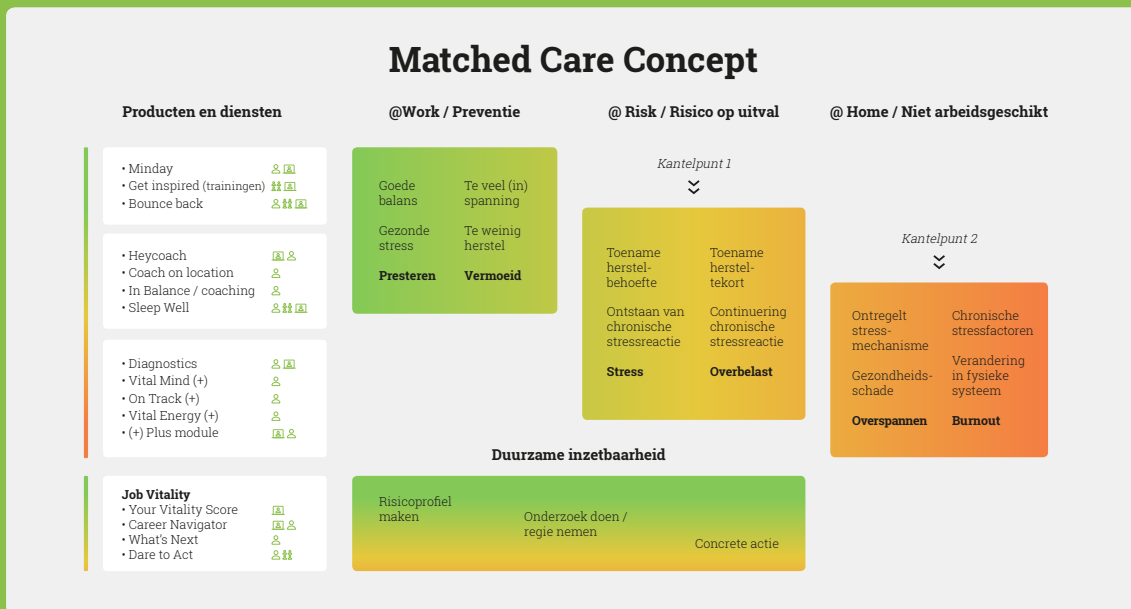 Matched Care Concept
Producten en diensten
@Work / Preventie
@ Risk / Risico op uitval
@ Home / Niet arbeidsgeschikt
• Minday
• Get inspired (trainingen)
• Bounce back
• Heycoach
• Coach on location
• In Balance / coaching
• Sleep Well
• Diagnostics
• Vital Mind (+)
• On Track (+)
• Vital Energy (+)
• (+) Plus module
Job Vitality
• Your Vitality Score
• Career Navigator
• What's Next
• Dare to Act
Goede
balans
Gezonde
stress
Presteren
Te veel (in)
spanning
Te weinig
herstel
Vermoeid
Kantelpunt 1
Toename
herstel-
behoefte
Ontstaan van
chronische
stressreactie
Stress
Toename
herstel-
tekort
Continuering
chronische
stressreactie
Overbelast
Kantelpunt 2
Ontregelt
stress-
mechanisme
Gezondheids-
schade
Overspannen
Chronische
stressfactoren
Verandering
in fysieke
systeem
Burnout
Duurzame inzetbaarheid
Risicoprofiel
maken
Onderzoek doen /
regie nemen
Concrete actie